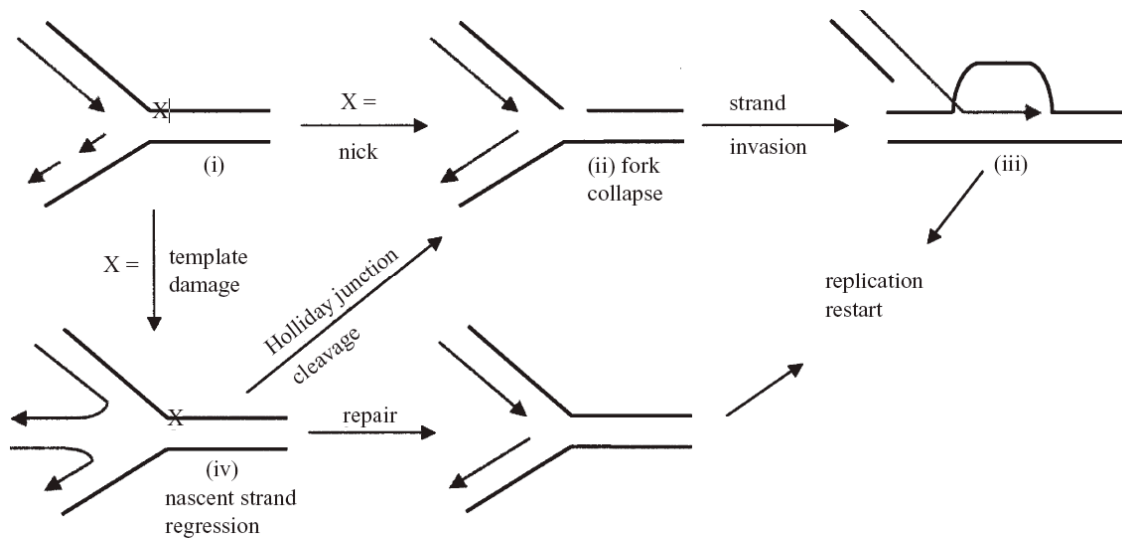 X
(i)
X =
nick
(ii) fork
collapse
strand
invasion
(iii)
X =
template
damage
Holliday junction
cleavage
replication
restart
X
(iv)
nascent strand
regression
repair